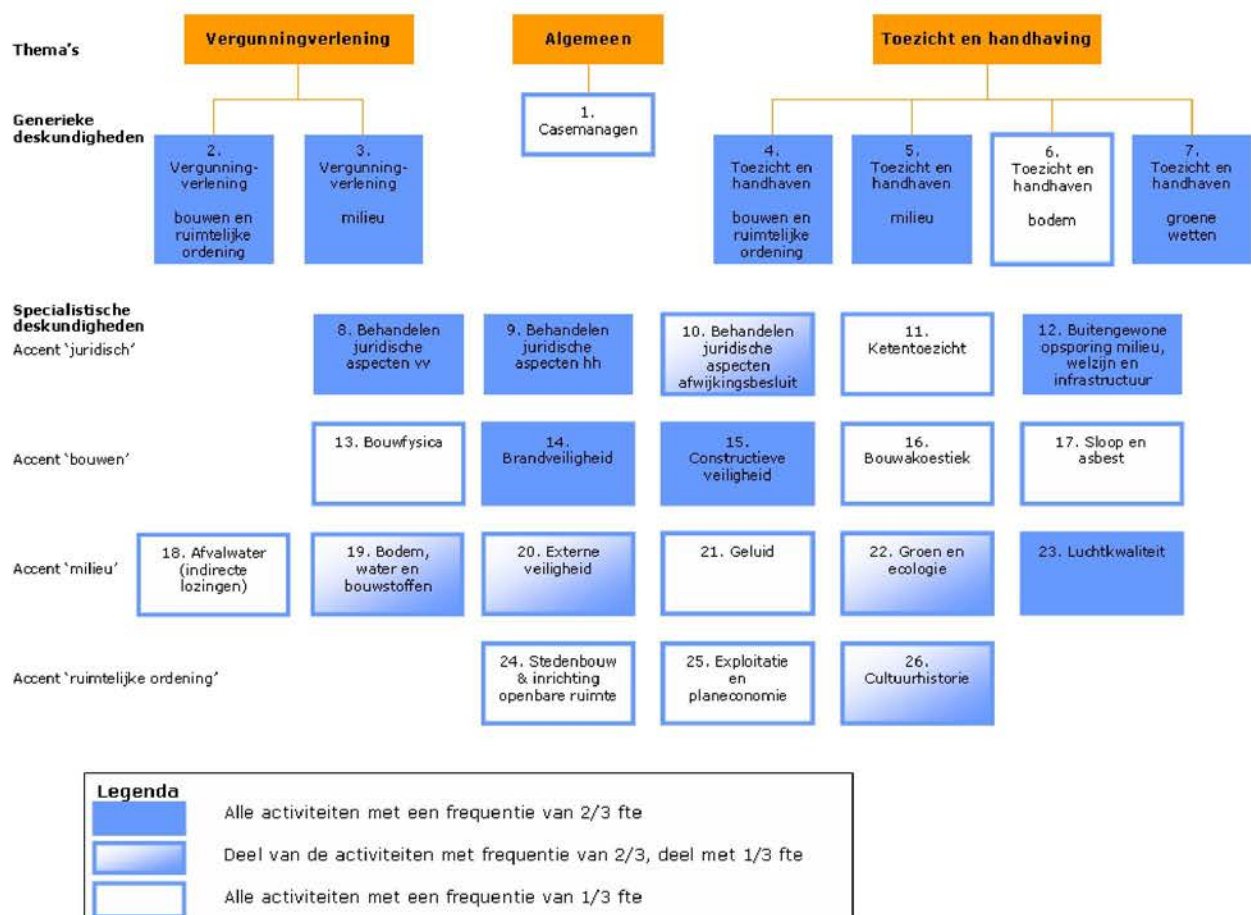 Thema's
Vergunningverlening
Algemeen
Toezicht en handhaving
Generieke
deskundigheden
1.
Casemanagen
2.
Vergunning-
verlening
bouwen en
ruimtelijke
ordening
3.
Vergunning-
verlening
milieu
4.
Toezicht en
handhaven
bouwen en
ruimtelijke
ordening
5.
Toezicht en
handhaven
milieu
6.
Toezicht en
handhaven
bodem
7.
Toezicht en
handhaven
groene
wetten
Specialistische
deskundigheden
Accent 'juridisch'
8. Behandelen
juridische
aspecten vv
9. Behandelen
juridische
aspecten hh
10. Behandelen
juridische
aspecten
afwijkingsbesluit
11.
Ketentoezicht
12. Buitengewone
opsporing milieu,
welzijn en
infrastructuur
Accent 'bouwen'
13. Bouwfysica
14.
Brandveiligheid
15.
Constructieve
veiligheid
16.
Bouwakoestiek
17. Sloop en
asbest
Accent 'milieu'
18. Afvalwater
(indirecte
lozingen)
19. Bodem,
water en
bouwstoffen
20. Externe
veiligheid
21. Geluid
22. Groen en
ecologie
23. Luchtkwaliteit
Accent 'ruimtelijke ordening'
24. Stedenbouw
& inrichting
openbare ruimte
25. Exploitatie
en
planeconomie
26.
Cultuurhistorie
Legenda
Alle activiteiten met een frequentie van 2/3 fte
Deel van de activiteiten met frequentie van 2/3, deel met 1/3 fte
Alle activiteiten met een frequentie van 1/3 fte